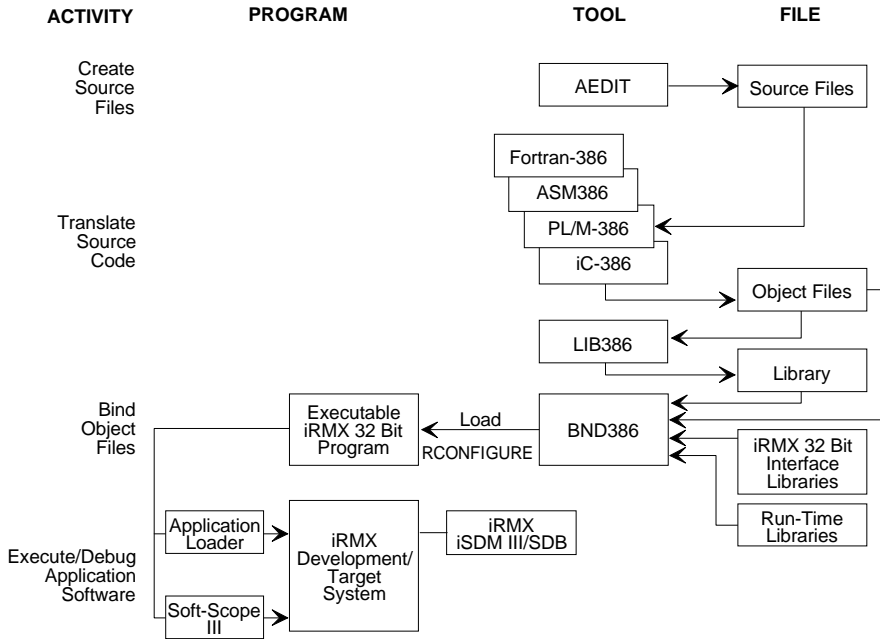 ACTIVITY PROGRAM TOOL FILE
Create
Source
Files
AEDIT
Source Files
Fortran-386
ASM386
PL/M-386
iC-386
Translate
Source
Code
Object Files
LIB386
Library
Bind
Object
Files
Executable
iRMX 32 Bit
Program
Load
RCONFIGURE
BND386
iRMX 32 Bit
Interface
Libraries
Run-Time
Libraries
Execute/Debug
Application
Software
Application
Loader
Soft-Scope
III
iRMX
Development/
Target
System
iRMX
iSDM III/SDB